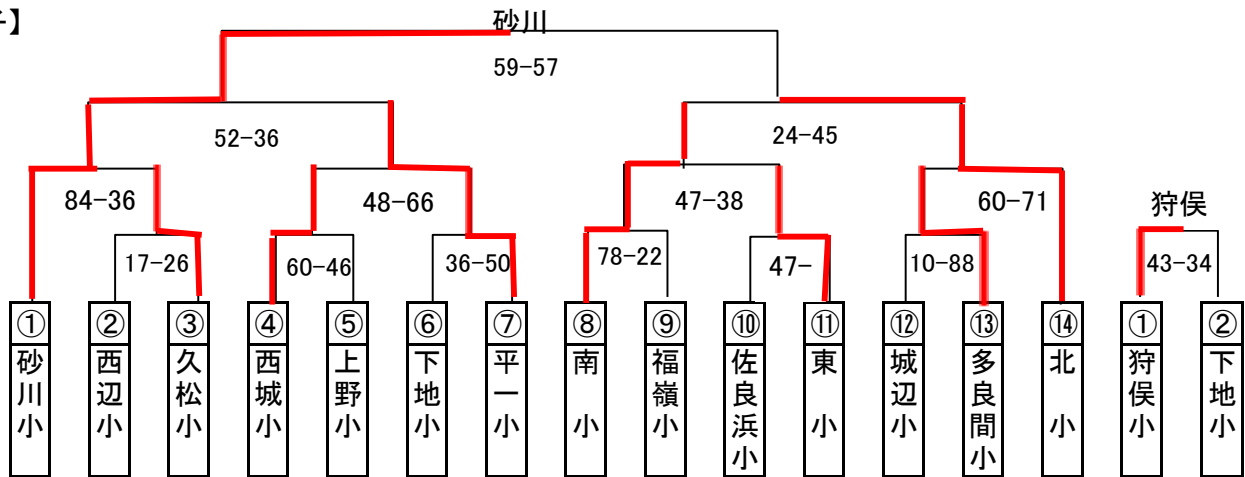 】
砂川
59-57
52-36
24-45
84-36
48-66
47-38
60-71
狩俣
17-26
60-46
36-50
78-22
47-
10-88
43-34
① ② ③ ④ ⑤ ⑥ ⑦ ⑧ ⑨ ⑩ ⑪ ⑫ ⑬ ⑭ ① ②
砂川小
西辺小
久松小
西城小
上野小
下地小
平一小
南 小
福嶺小
佐良浜小
東 小
城辺小
多良間小
北 小
狩俣小
下地小